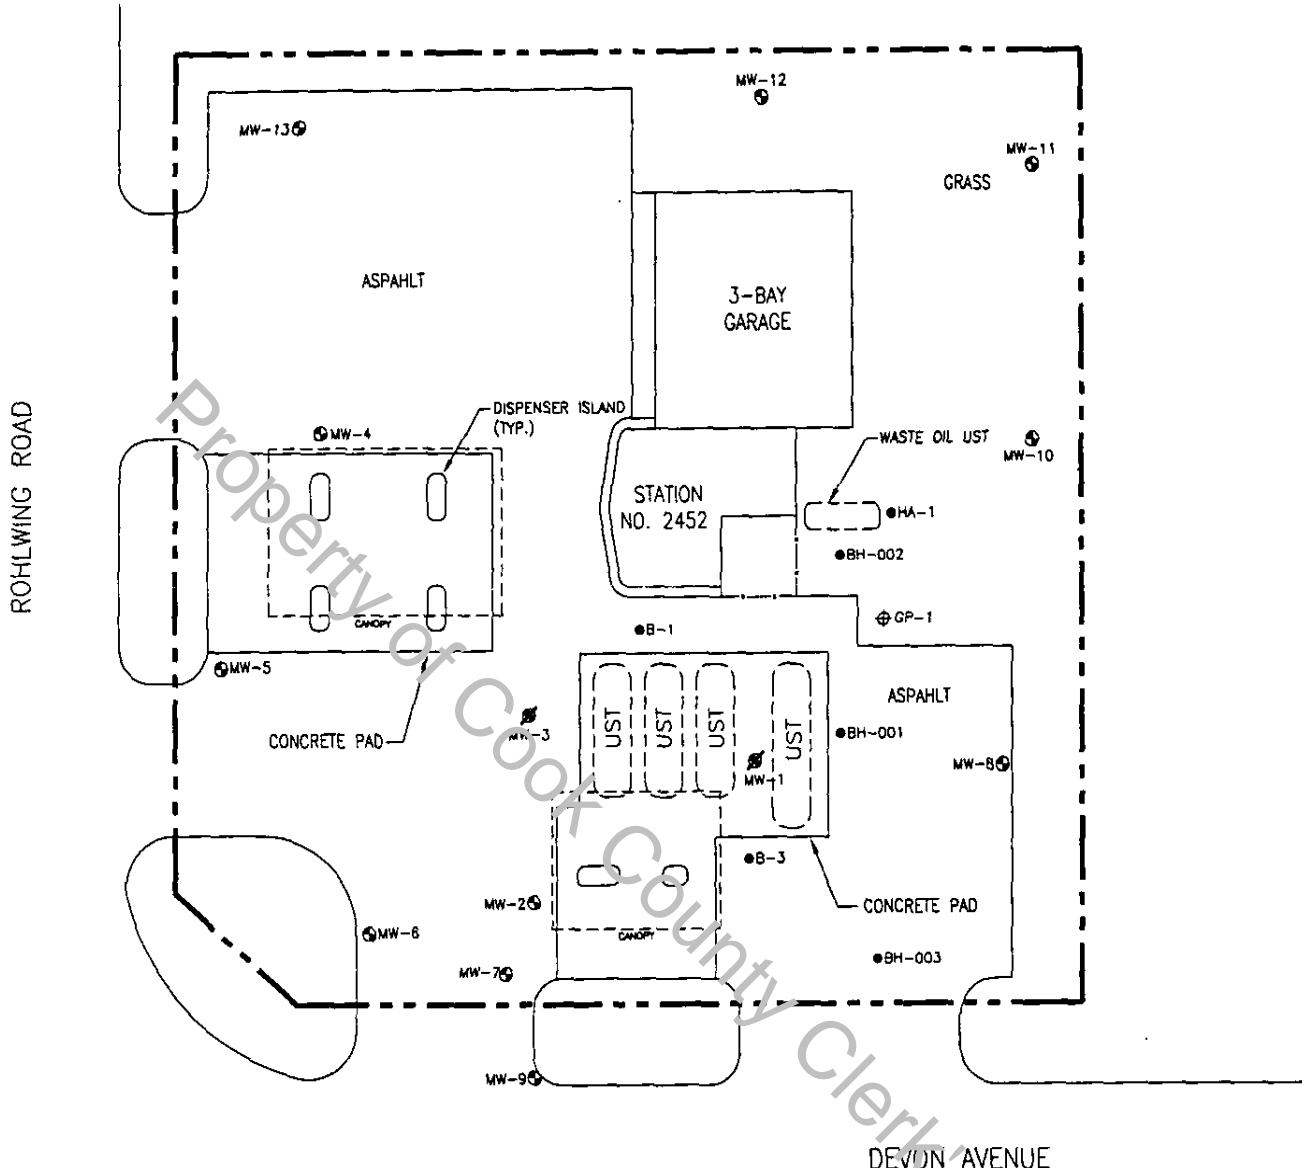 MW-12
MW-13
MW-11
GRASS
ASPAHLT
3-BAY
GARAGE
ROHLWING ROAD
DISPENSER ISLAND
(TYP.)
MW-4
WASTE OIL UST
MW-10
STATION
NO. 2452
HA-1
BH-002
CANOPY
B-1
GP-1
MW-5
ASPAHLT
UST
UST
UST
UST
MW-3
CONCRETE PAD
BH-001
MW-1
MW-8
B-3
MW-2
CONCRETE PAD
CANOPY
MW-6
BH-003
MW-7
MW-9
DEVON AVENUE
Property of Cook County Clerk'